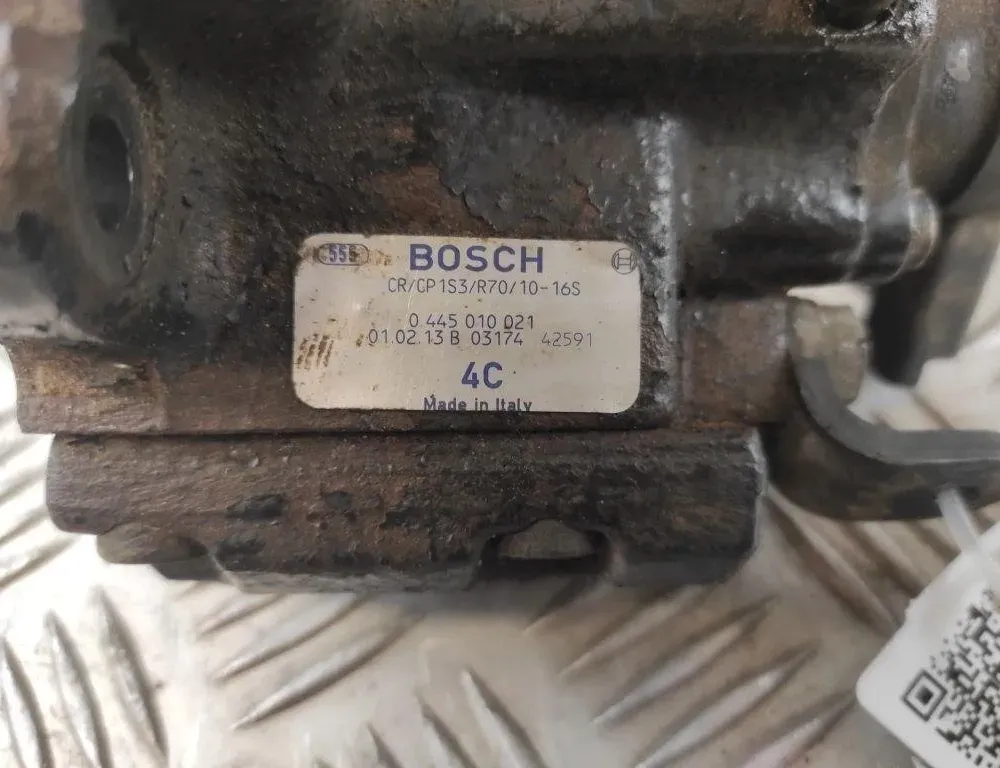 555 BOSCH
CR/CP1S3/R70/10-16S
0 445 010 021
01.02.13 B 03174 42591
4C
Made in Italy